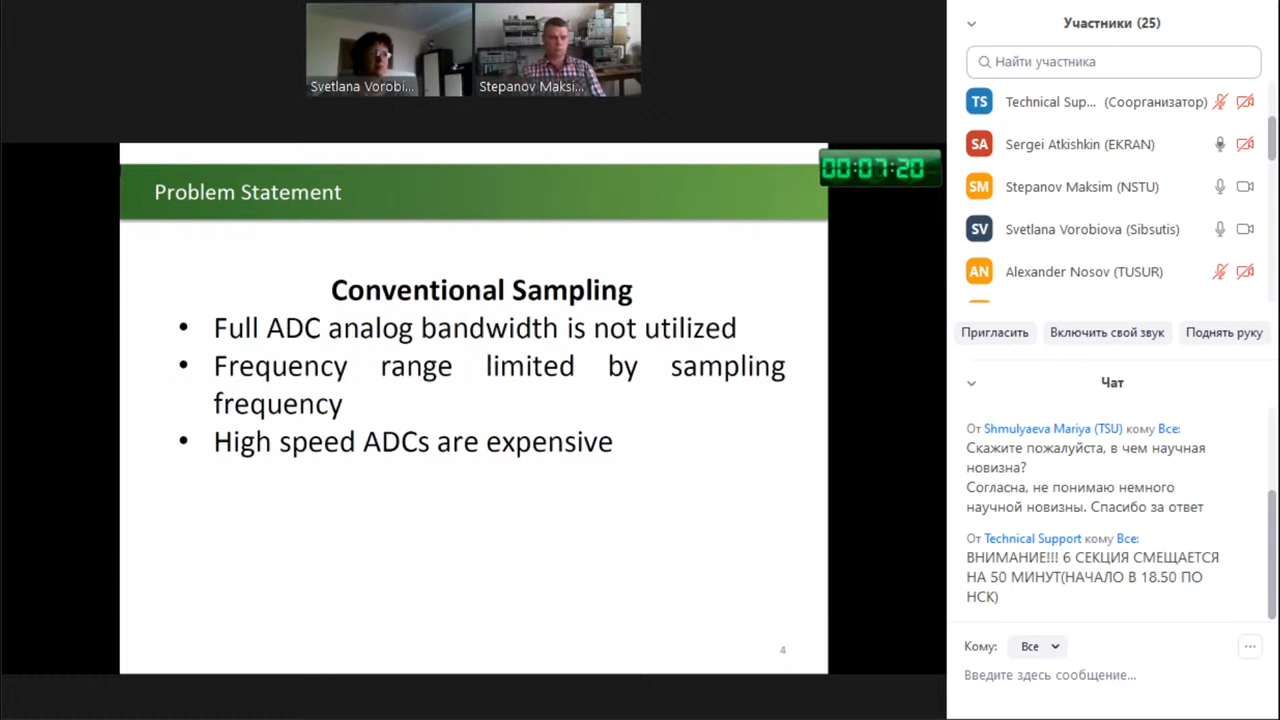 Svetlana Vorobi...
Stepanov Maksi...
00:07:20
Problem Statement
Conventional Sampling
• Full ADC analog bandwidth is not utilized
• Frequency range limited by sampling
frequency
• High speed ADCs are expensive
4
Участники (25)
Найти участника
TS Technical Sup... (Соорганизатор)
SA Sergei Atkishkin (EKRAN)
SM Stepanov Maksim (NSTU)
SV Svetlana Vorobiova (Sibsutis)
AN Alexander Nosov (TUSUR)
Пригласить Включить свой звук Поднять руку
Чат
От Shmulyaeva Mariya (TSU) кому Все:
Скажите пожалуйста, в чем научная
новизна?
Согласна, не понимаю немного
научной новизны. Спасибо за ответ
От Technical Support кому Все:
ВНИМАНИЕ!!! 6 СЕКЦИЯ СМЕЩАЕТСЯ
НА 50 МИНУТ(НАЧАЛО В 18.50 ПО
НСК)
Кому: Все
Введите здесь сообщение...